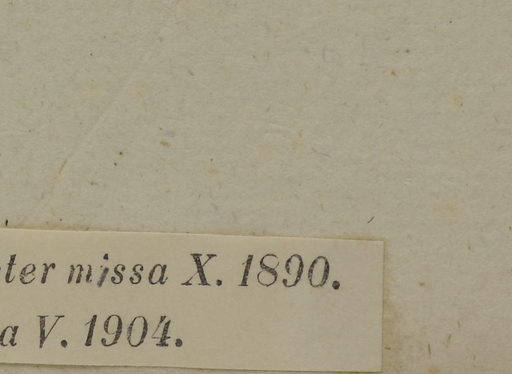 ter missa X. 1890.
a V. 1904.